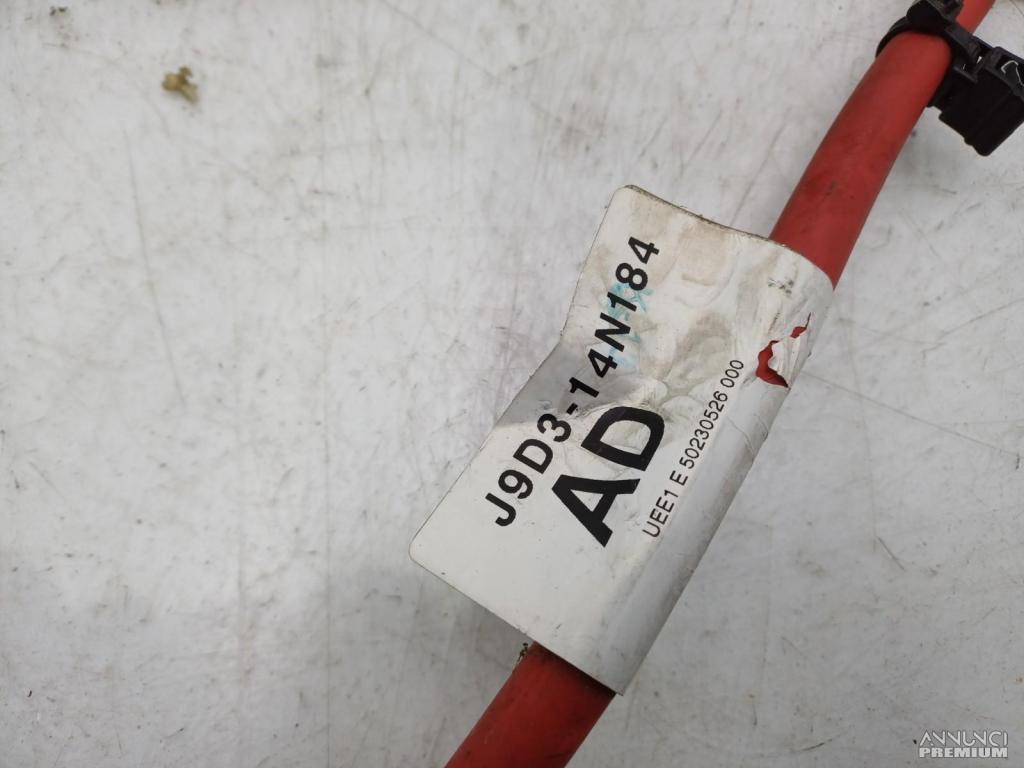 J9D3-14N184
AD
UEE1 E 50230526 000
ANNUNCI
PREMIUM